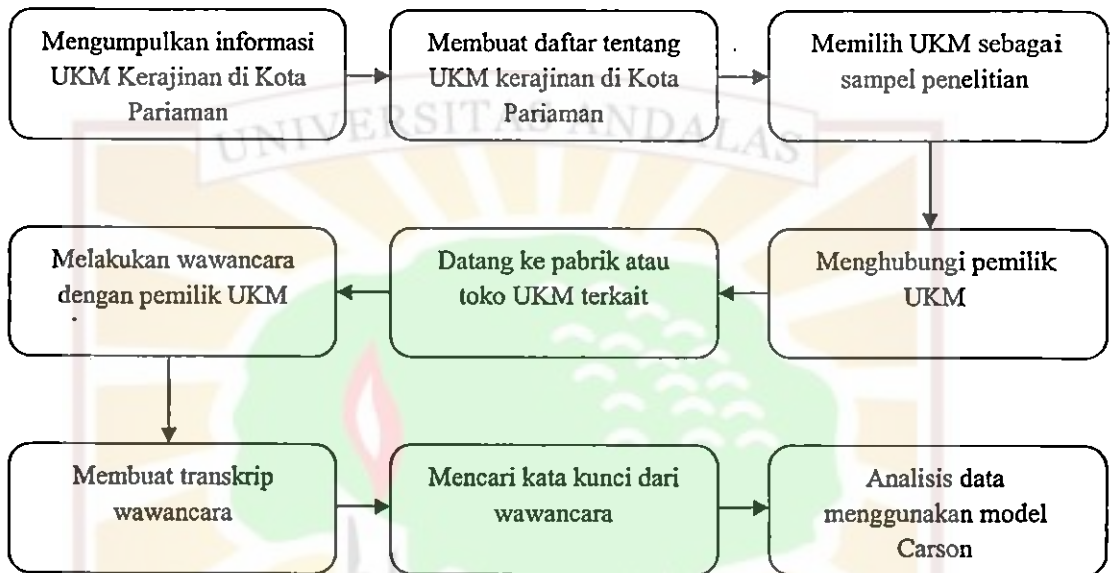 Mengumpulkan informasi
UKM Kerajinan di Kota
Pariaman
Membuat daftar tentang
UKM kerajinan di Kota
Pariaman
Memilih UKM sebagai
sampel penelitian
UNIVERSITAS ANDALAS
Menghubungi pemilik
UKM
Datang ke pabrik atau
toko UKM terkait
Melakukan wawancara
dengan pemilik UKM
Membuat transkrip
wawancara
Mencari kata kunci dari
wawancara
Analisis data
menggunakan model
Carson